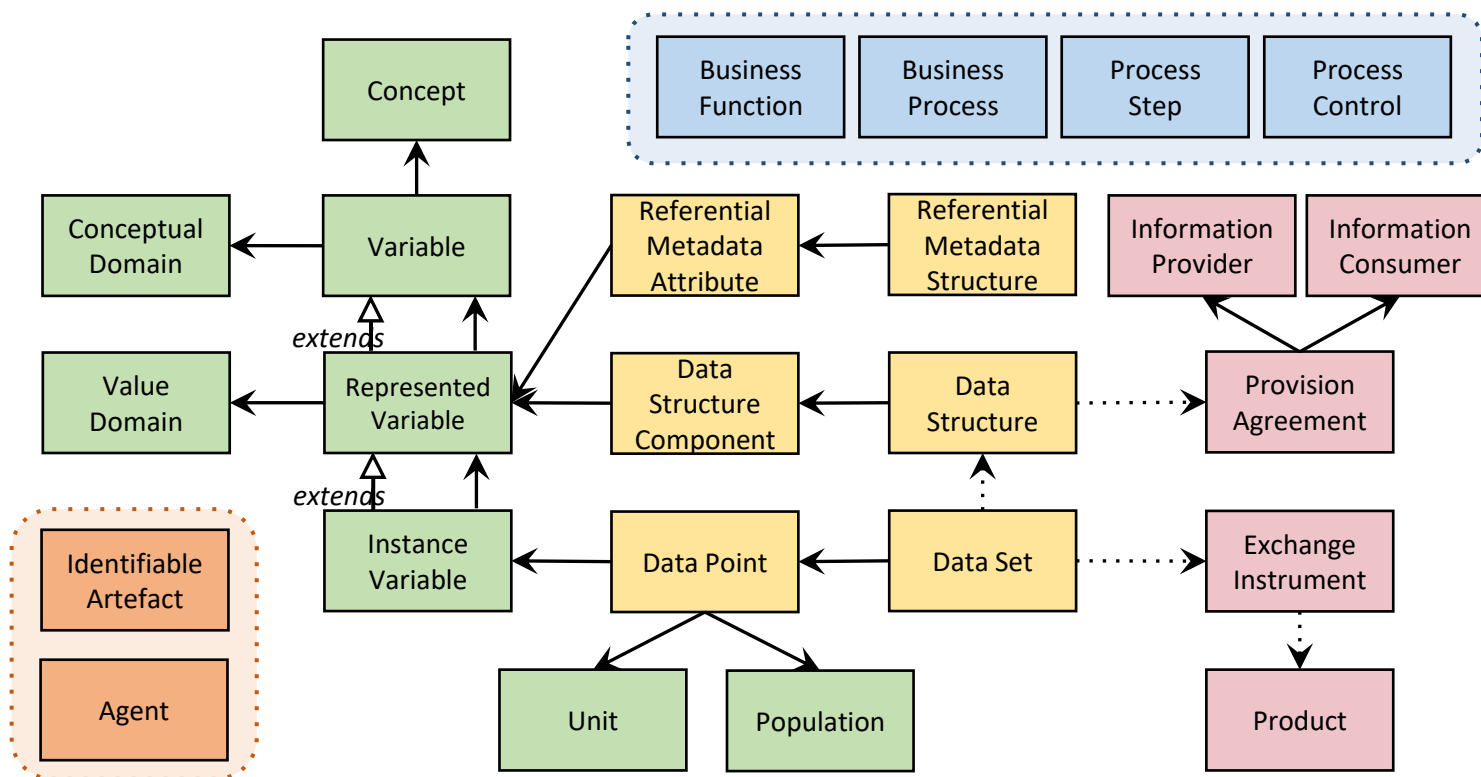 Business
Function
Business
Process
Process
Step
Process
Control
Concept
Conceptual
Domain
Variable
Referential
Metadata
Attribute
Referential
Metadata
Structure
Information
Provider
Information
Consumer
extends
Value
Domain
Represented
Variable
Data
Structure
Component
Data
Structure
Provision
Agreement
extends
Identifiable
Artefact
Instance
Variable
Data Point
Data Set
Exchange
Instrument
Agent
Unit
Population
Product